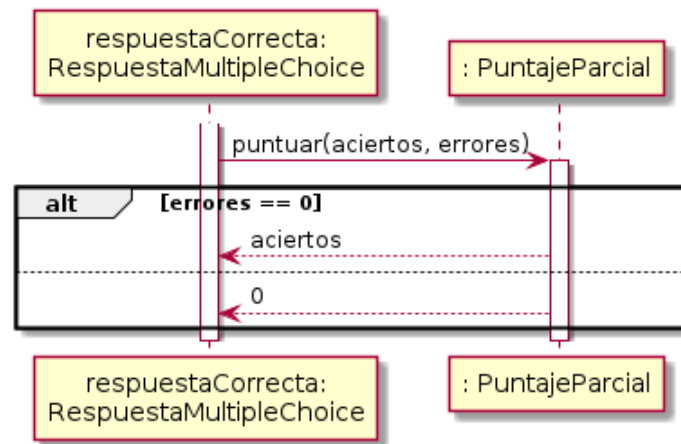 respuestaCorrecta:
RespuestaMultipleChoice
: PuntajeParcial
puntuar(aciertos, errores)
alt
[errores == 0]
aciertos
0
respuestaCorrecta:
RespuestaMultipleChoice
: PuntajeParcial